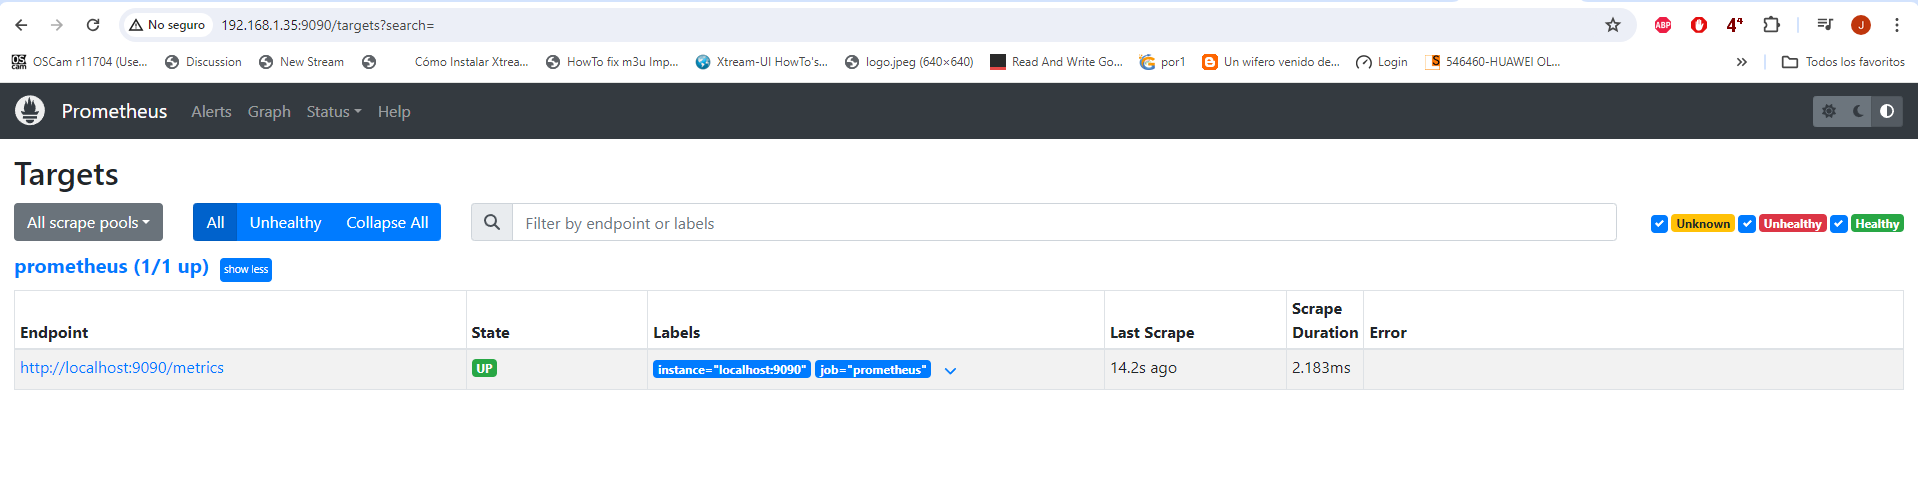 No seguro 192.168.1.35:9090/targets?search= ABP 4⁴ J
OSCam r11704 (Use... Discussion New Stream Cómo Instalar Xtrea... HowTo fix m3u Imp... Xtream-UI HowTo's... logo.jpeg (640×640) Read And Write Go... por1 Un wifero venido de... Login 546460-HUAWEI OL... » Todos los favoritos
Prometheus Alerts Graph Status Help
Targets
All scrape pools All Unhealthy Collapse All Filter by endpoint or labels Unknown Unhealthy Healthy
prometheus (1/1 up) show less
Endpoint State Labels Last Scrape Scrape Duration Error
http://localhost:9090/metrics UP instance="localhost:9090" job="prometheus" 14.2s ago 2.183ms